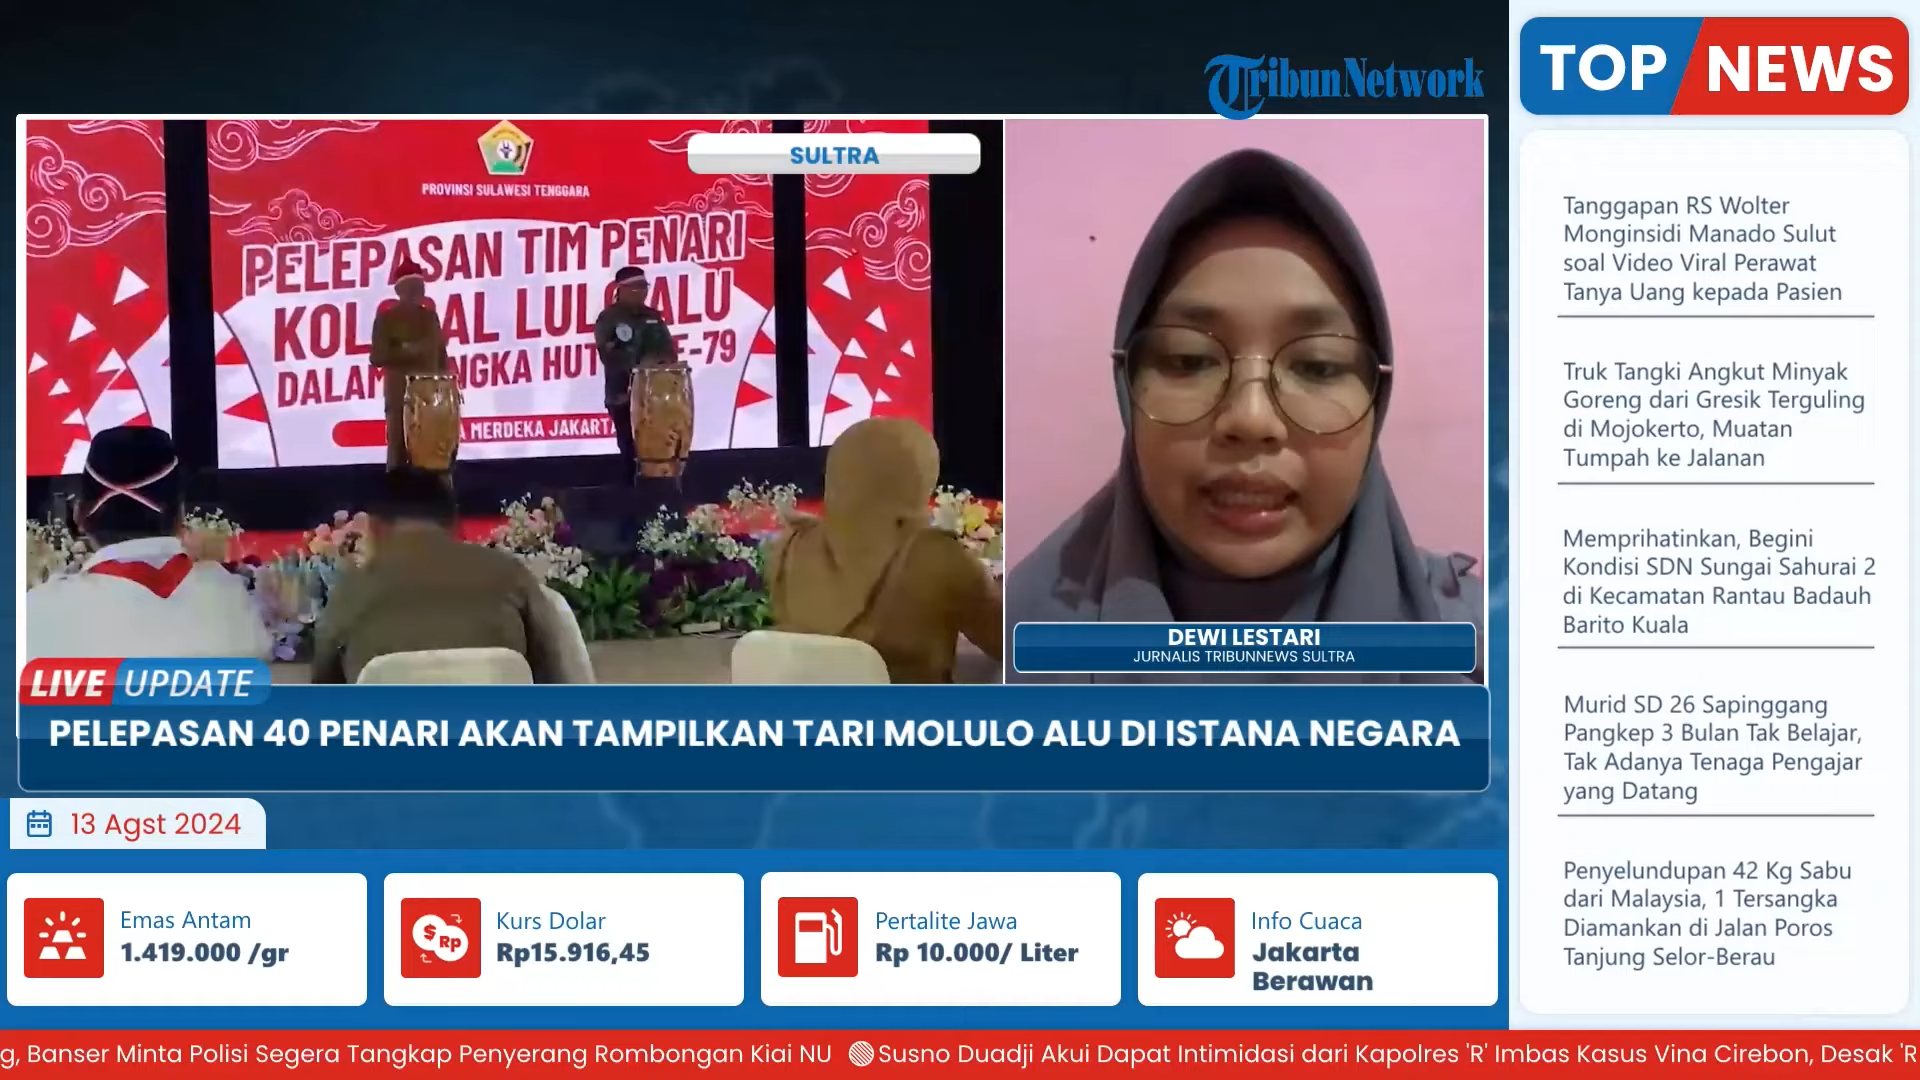 TribunNetwork
SULTRA
PROVINSI SULAWESI TENGGARA
PELEPASAN TIM PENARI
DALAM
MERDEKA JAKARTA
DEWI LESTARI
JURNALIS TRIBUNNEWS SULTRA
LIVE UPDATE
PELEPASAN 40 PENARI AKAN TAMPILKAN TARI MOLULO ALU DI ISTANA NEGARA
13 Agst 2024
Emas Antam
1.419.000 /gr
Kurs Dolar
Rp15.916,45
Pertalite Jawa
Rp 10.000/ Liter
Info Cuaca
Jakarta
Berawan
TOP NEWS
Tanggapan RS Wolter
Monginsidi Manado Sulut
soal Video Viral Perawat
Tanya Uang kepada Pasien
Truk Tangki Angkut Minyak
Goreng dari Gresik Terguling
di Mojokerto, Muatan
Tumpah ke Jalanan
Memprihatinkan, Begini
Kondisi SDN Sungai Sahurai 2
di Kecamatan Rantau Badauh
Barito Kuala
Murid SD 26 Sapinggang
Pangkep 3 Bulan Tak Belajar,
Tak Adanya Tenaga Pengajar
yang Datang
Penyelundupan 42 Kg Sabu
dari Malaysia, 1 Tersangka
Diamankan di Jalan Poros
Tanjung Selor-Berau
g, Banser Minta Polisi Segera Tangkap Penyerang Rombongan Kiai NU Susno Duadji Akui Dapat Intimidasi dari Kapolres 'R' Imbas Kasus Vina Cirebon, Desak 'R